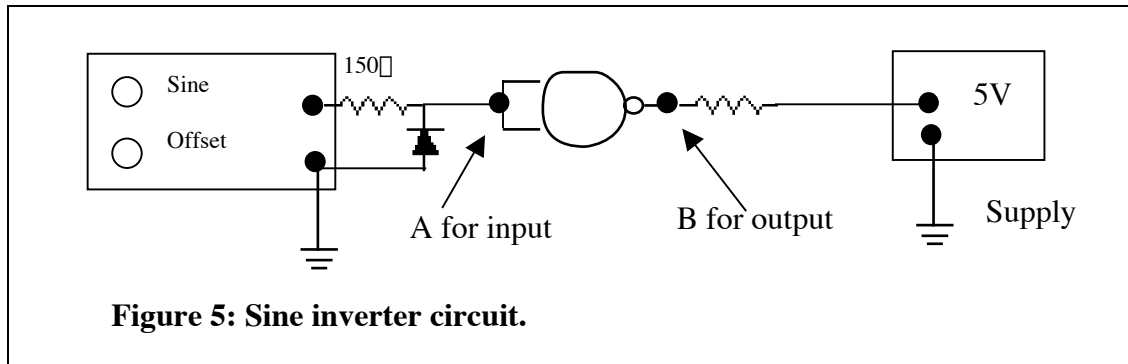 150▯
Sine
5V
Offset
A for input
B for output
Supply
Figure 5: Sine inverter circuit.